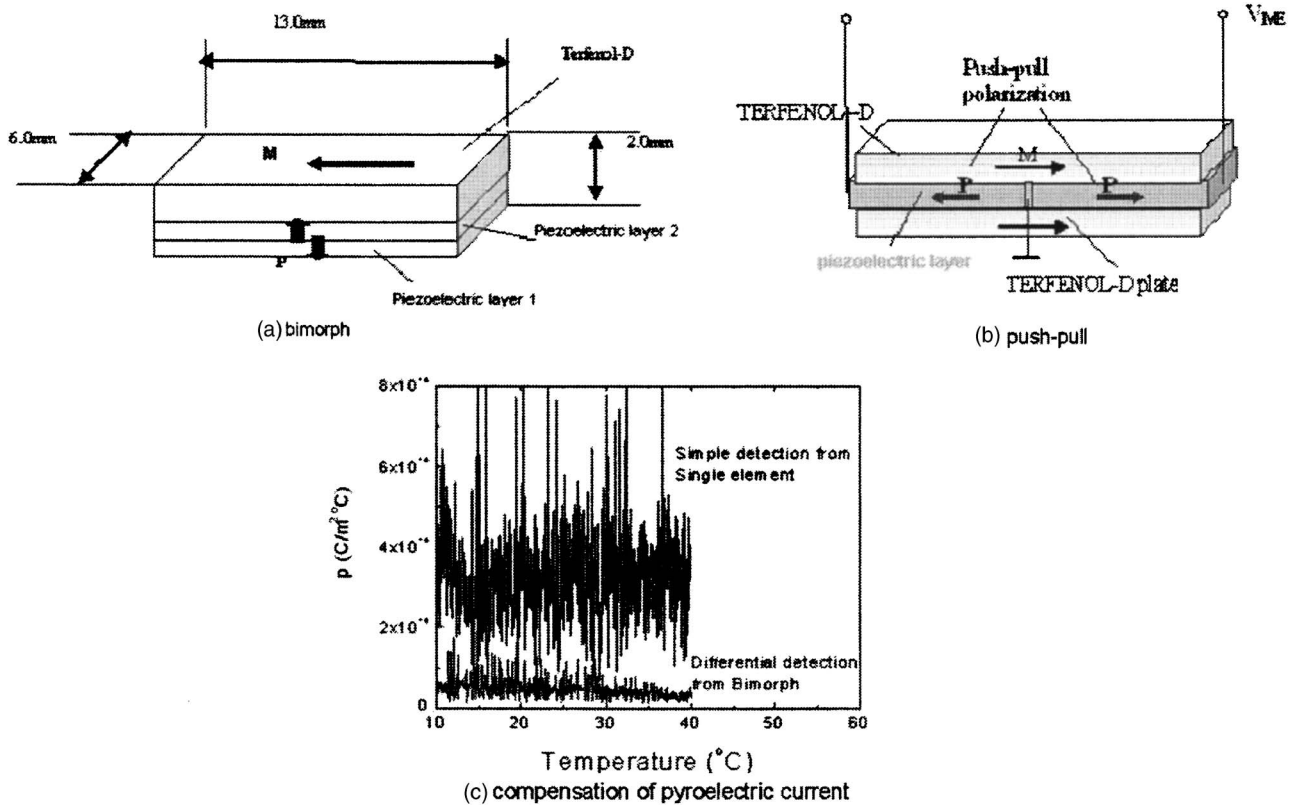 13.0mm
Terfenol-D
6.0mm
M
2.0mm
Piezoelectric layer 2
P
Piezoelectric layer 1
(a) bimorph
VME
Push-pull
polarization
TERFENOL-D
M
P
P
piezoelectric layer
TERFENOL-D plate
(b) push-pull
Simple detection from
Single element
Differential detection
from Bimorph
p (C/m² °C)
0
10
20
30
40
50
60
Temperature (°C)
(c) compensation of pyroelectric current